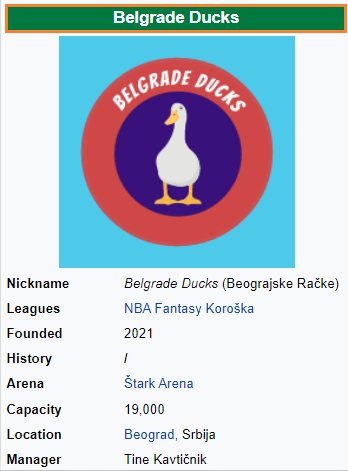 Belgrade Ducks
BELGRADE DUCKS
Nickname Belgrade Ducks (Beograjske Račke)
Leagues NBA Fantasy Koroška
Founded 2021
History /
Arena Štark Arena
Capacity 19,000
Location Beograd, Srbija
Manager Tine Kavtičnik